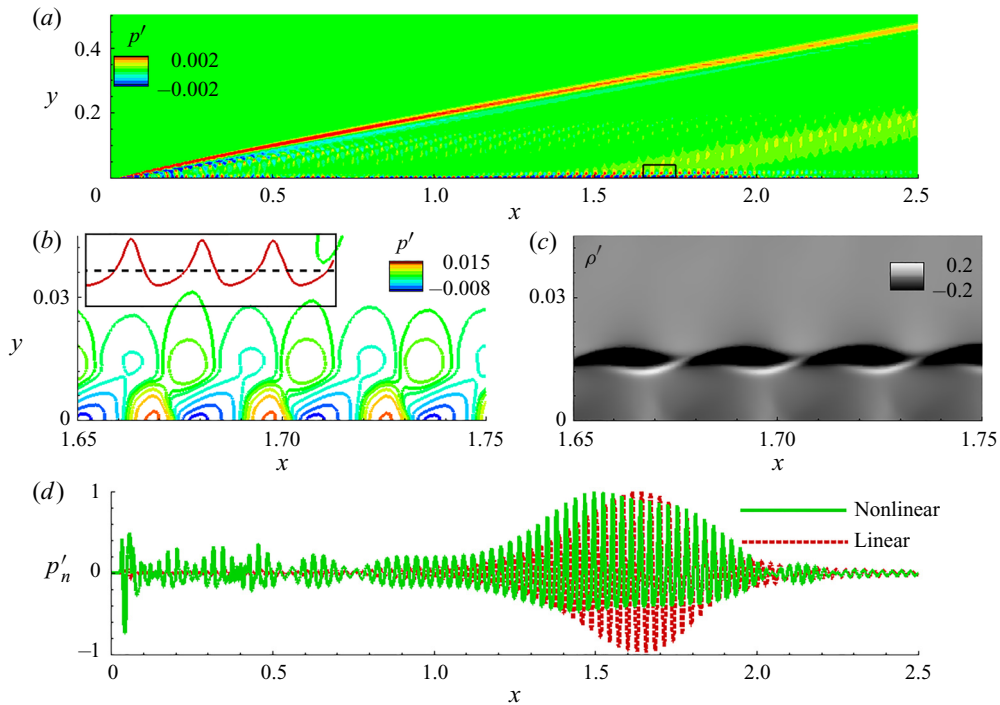 (a)
p′
0.002
−0.002
0.4
0.2
y
0 0.5 1.0 1.5 2.0 2.5
x
(b)
p′
0.015
−0.008
0.03
y
0
1.65 1.70 1.75
x
(c)
ρ′
0.2
−0.2
0.03
0
1.65 1.70 1.75
x
(d)
1
0
−1
p′n
Nonlinear
Linear
0 0.5 1.0 1.5 2.0 2.5
x